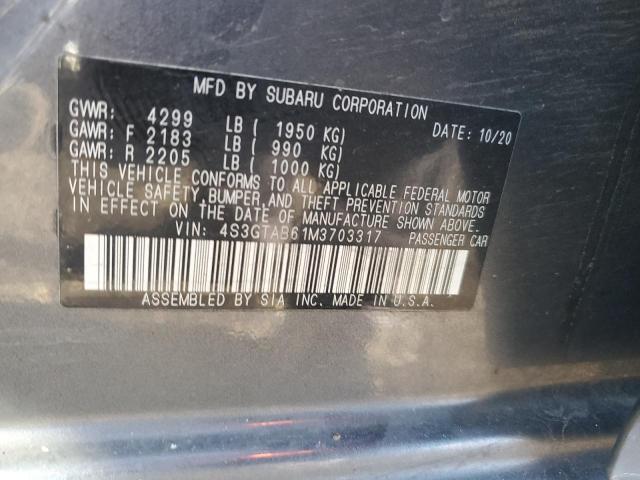 MFD BY SUBARU CORPORATION
GVWR: 4299 LB ( 1950 KG) DATE: 10/20
GAWR: F 2183 LB ( 990 KG)
GAWR: R 2205 LB ( 1000 KG)
THIS VEHICLE CONFORMS TO ALL APPLICABLE FEDERAL MOTOR
VEHICLE SAFETY, BUMPER, AND THEFT PREVENTION STANDARDS
IN EFFECT ON THE DATE OF MANUFACTURE SHOWN ABOVE.
VIN: 4S3GTAB61M3703317 PASSENGER CAR
ASSEMBLED BY SIA INC. MADE IN U.S.A.